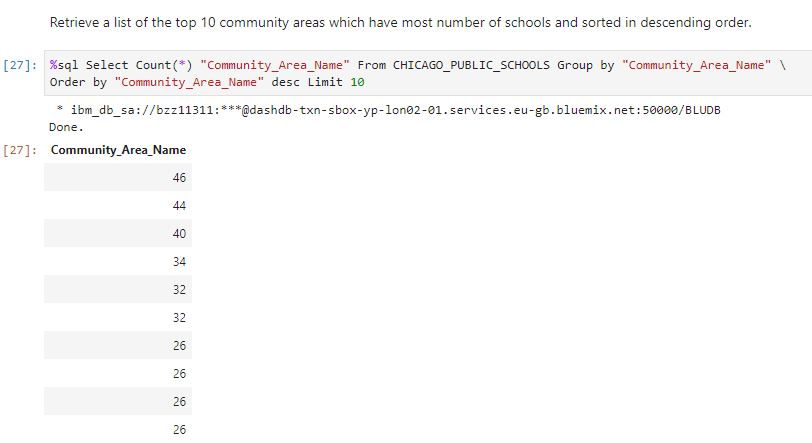 Retrieve a list of the top 10 community areas which have most number of schools and sorted in descending order.
[27]: %sql Select Count(*) "Community_Area_Name" From CHICAGO_PUBLIC_SCHOOLS Group by "Community_Area_Name" \
Order by "Community_Area_Name" desc Limit 10
* ibm_db_sa://bzz11311:***@dashdb-txn-sbox-yp-lon02-01.services.eu-gb.bluemix.net:50000/BLUDB
Done.
[27]: Community_Area_Name
46
44
40
34
32
32
26
26
26
26